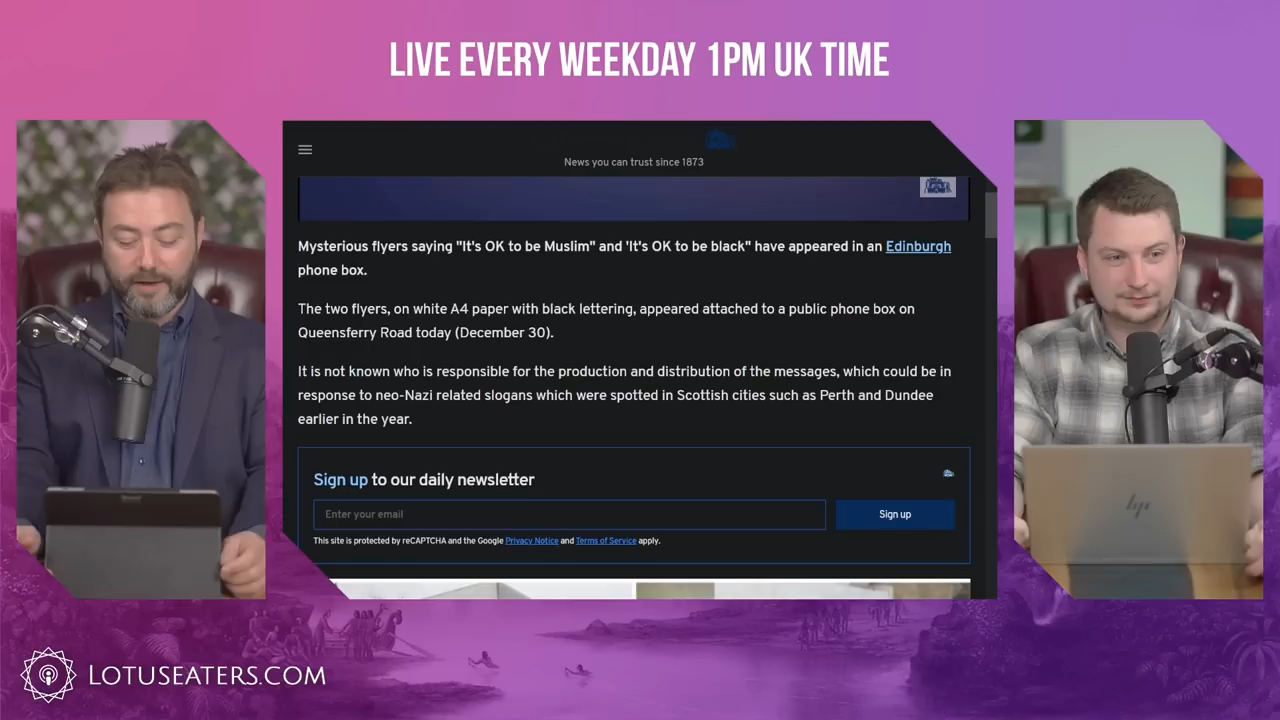 LIVE EVERY WEEKDAY 1PM UK TIME
News you can trust since 1873
Mysterious flyers saying "It's OK to be Muslim" and 'It's OK to be black" have appeared in an Edinburgh
phone box.
The two flyers, on white A4 paper with black lettering, appeared attached to a public phone box on
Queensferry Road today (December 30).
It is not known who is responsible for the production and distribution of the messages, which could be in
response to neo-Nazi related slogans which were spotted in Scottish cities such as Perth and Dundee
earlier in the year.
Sign up to our daily newsletter
Enter your email
Sign up
This site is protected by reCAPTCHA and the Google Privacy Notice and Terms of Service apply.
hp
LOTUSEATERS.COM